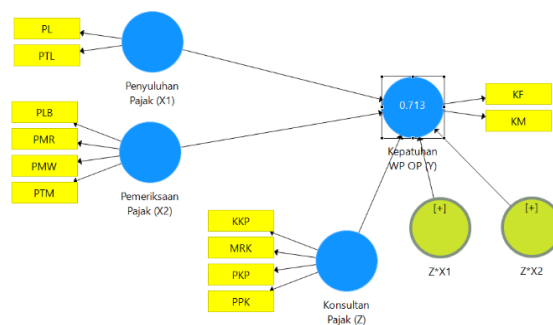 PL
PTL
Penyuluhan
Pajak (X1)
PLB
PMR
PMW
PTM
Pemeriksaan
Pajak (X2)
0.713
Kepatuhan
WP OP (Y)
KF
KM
KKP
MRK
PKP
PPK
Konsultan
Pajak (Z)
[+]
Z*X1
[+]
Z*X2